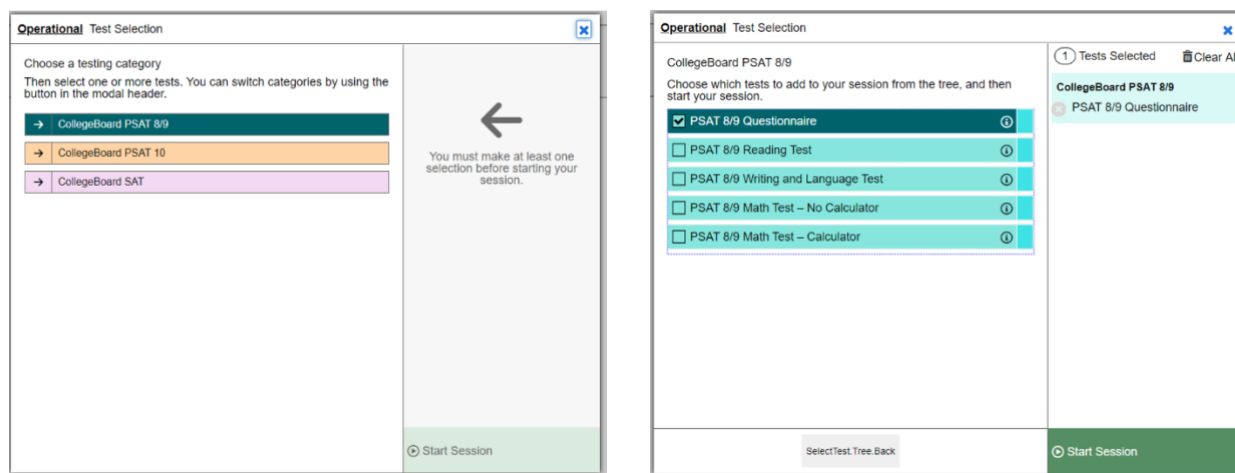 Operational Test Selection
Choose a testing category
Then select one or more tests. You can switch categories by using the
button in the modal header.
CollegeBoard PSAT 8/9
CollegeBoard PSAT 10
CollegeBoard SAT
You must make at least one
selection before starting your
session.
Start Session
Operational Test Selection
CollegeBoard PSAT 8/9
Choose which tests to add to your session from the tree, and then
start your session.
PSAT 8/9 Questionnaire
PSAT 8/9 Reading Test
PSAT 8/9 Writing and Language Test
PSAT 8/9 Math Test – No Calculator
PSAT 8/9 Math Test – Calculator
SelectTest.Tree.Back
1 Tests Selected Clear Al
CollegeBoard PSAT 8/9
PSAT 8/9 Questionnaire
Start Session